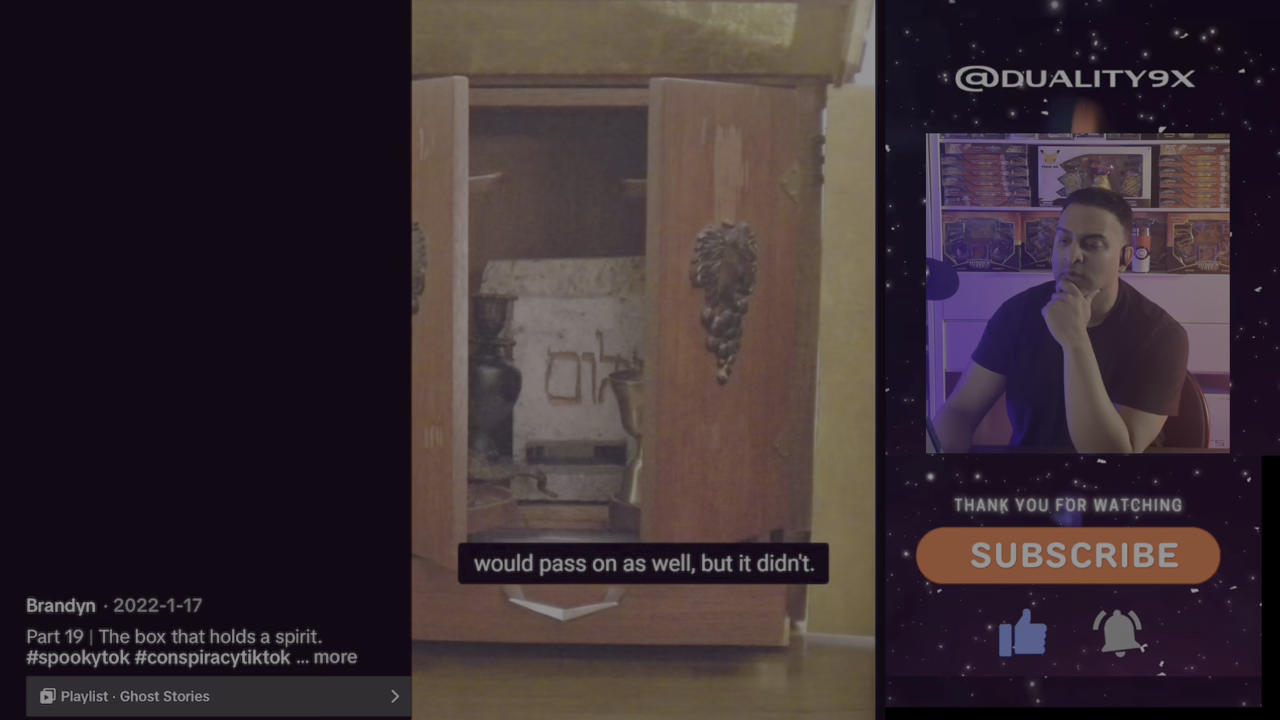 @DUALITY9X
שלום
would pass on as well, but it didn't.
THANK YOU FOR WATCHING
SUBSCRIBE
Brandyn · 2022-1-17
Part 19 | The box that holds a spirit.
#spookytok #conspiracytiktok ... more
Playlist · Ghost Stories